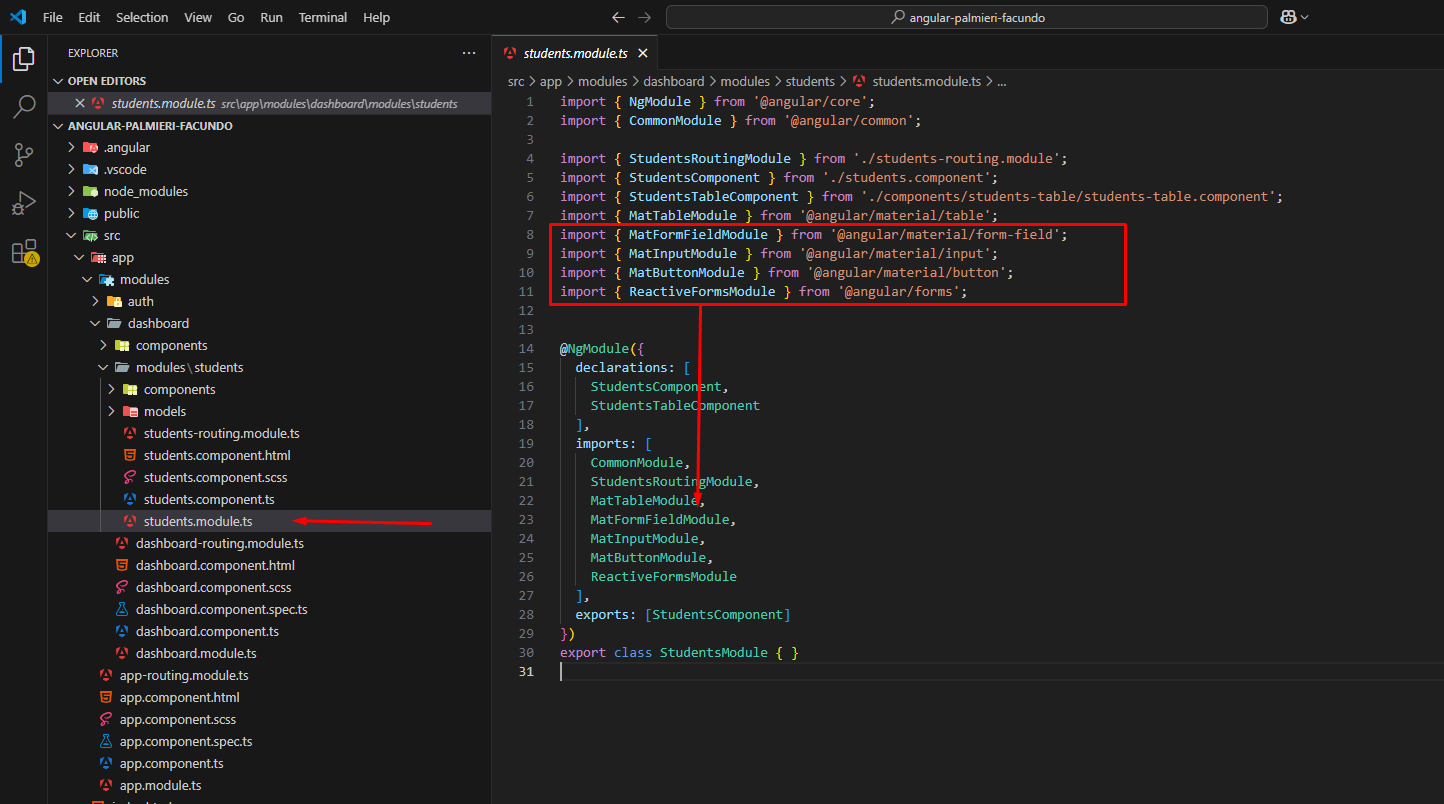 File Edit Selection View Go Run Terminal Help
angular-palmieri-facundo
EXPLORER
OPEN EDITORS
students.module.ts src\app\modules\dashboard\modules\students
ANGULAR-PALMIERI-FACUNDO
.angular
.vscode
node_modules
public
src
app
modules
auth
dashboard
components
modules\students
components
models
students-routing.module.ts
students.component.html
students.component.scss
students.component.ts
students.module.ts
dashboard-routing.module.ts
dashboard.component.html
dashboard.component.scss
dashboard.component.spec.ts
dashboard.component.ts
dashboard.module.ts
app-routing.module.ts
app.component.html
app.component.scss
app.component.spec.ts
app.component.ts
app.module.ts
students.module.ts
src > app > modules > dashboard > modules > students > students.module.ts > ...
1 import { NgModule } from '@angular/core';
2 import { CommonModule } from '@angular/common';
3
4 import { StudentsRoutingModule } from './students-routing.module';
5 import { StudentsComponent } from './students.component';
6 import { StudentsTableComponent } from './components/students-table/students-table.component';
7 import { MatTableModule } from '@angular/material/table';
8 import { MatFormFieldModule } from '@angular/material/form-field';
9 import { MatInputModule } from '@angular/material/input';
10 import { MatButtonModule } from '@angular/material/button';
11 import { ReactiveFormsModule } from '@angular/forms';
12
13
14 @NgModule({
15 declarations: [
16 StudentsComponent,
17 StudentsTableComponent
18 ],
19 imports: [
20 CommonModule,
21 StudentsRoutingModule,
22 MatTableModule,
23 MatFormFieldModule,
24 MatInputModule,
25 MatButtonModule,
26 ReactiveFormsModule
27 ],
28 exports: [StudentsComponent]
29 })
30 export class StudentsModule { }
31